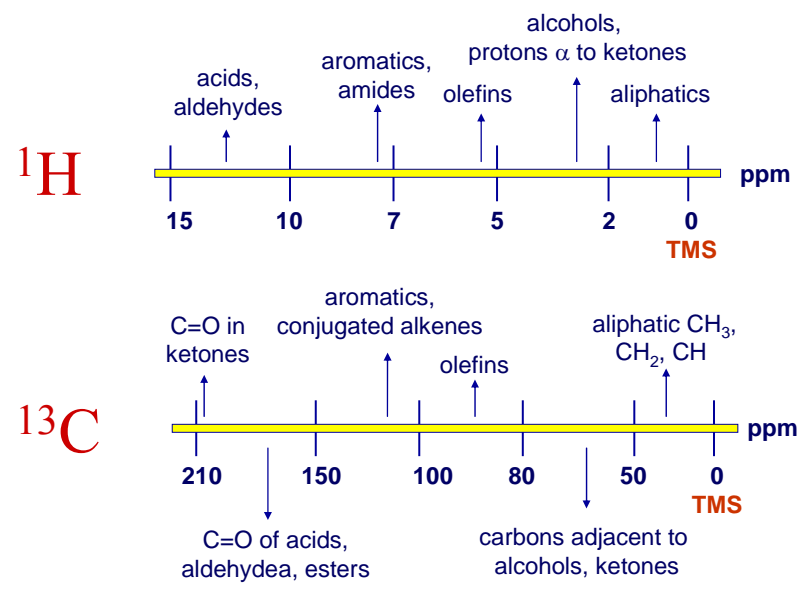 alcohols,
protons α to ketones
aromatics,
amides
acids,
aldehydes
olefins
aliphatics
¹H
ppm
15 10 7 5 2 0
TMS
aromatics,
conjugated alkenes
C=O in
ketones
aliphatic CH₃,
CH₂, CH
olefins
¹³C
ppm
210 150 100 80 50 0
TMS
C=O of acids,
aldehydea, esters
carbons adjacent to
alcohols, ketones